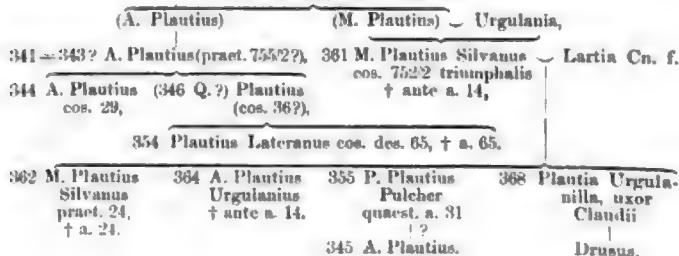 (A. Plautius) (M. Plautius) Urgulania,
341 = 343? A. Plautius (praet. 755/2?), 361 M. Plautius Silvanus Lartia Cn. f.
cos. 752/2 triumphalis
344 A. Plautius (346 Q.?) Plautius † ante a. 14,
cos. 29, (cos. 36?),
354 Plautius Lateranus cos. des. 65, † a. 65.
362 M. Plautius 364 A. Plautius 355 P. Plautius 368 Plautia Urgula-
Silvanus Urgulanius Pulcher nilla, uxor
praet. 24, † ante a. 14. quaest. a. 31 Claudii
† a. 24. ?
345 A. Plautius. Drusus.